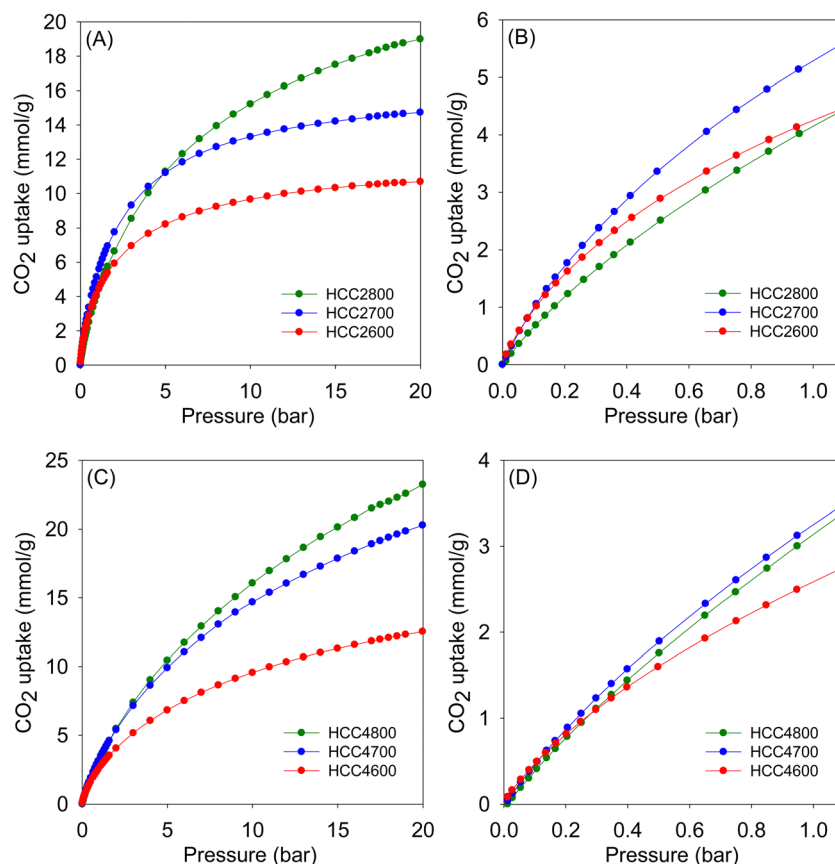 (A)
CO2 uptake (mmol/g)
20
18
16
14
12
10
8
6
4
2
0
HCC2800
HCC2700
HCC2600
0 5 10 15 20
Pressure (bar)
(B)
CO2 uptake (mmol/g)
6
5
4
3
2
1
0
HCC2800
HCC2700
HCC2600
0.0 0.2 0.4 0.6 0.8 1.0
Pressure (bar)
(C)
CO2 uptake (mmol/g)
25
20
15
10
5
0
HCC4800
HCC4700
HCC4600
0 5 10 15 20
Pressure (bar)
(D)
CO2 uptake (mmol/g)
4
3
2
1
0
HCC4800
HCC4700
HCC4600
0.0 0.2 0.4 0.6 0.8 1.0
Pressure (bar)